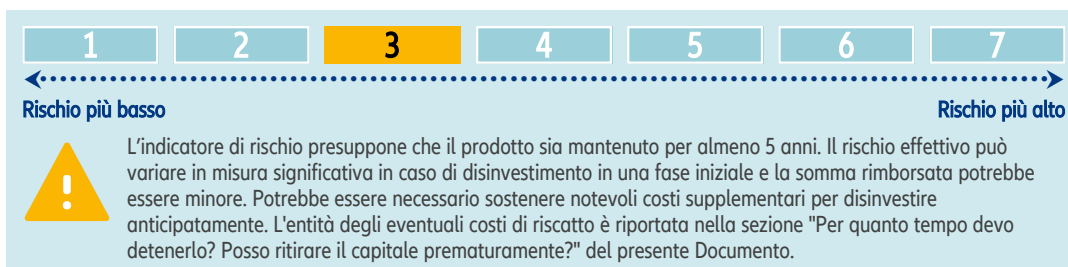 1 2 3 4 5 6 7
Rischio più basso Rischio più alto
L'indicatore di rischio presuppone che il prodotto sia mantenuto per almeno 5 anni. Il rischio effettivo può
variare in misura significativa in caso di disinvestimento in una fase iniziale e la somma rimborsata potrebbe
essere minore. Potrebbe essere necessario sostenere notevoli costi supplementari per disinvestire
anticipatamente. L'entità degli eventuali costi di riscatto è riportata nella sezione "Per quanto tempo devo
detenerlo? Posso ritirare il capitale prematuramente?" del presente Documento.